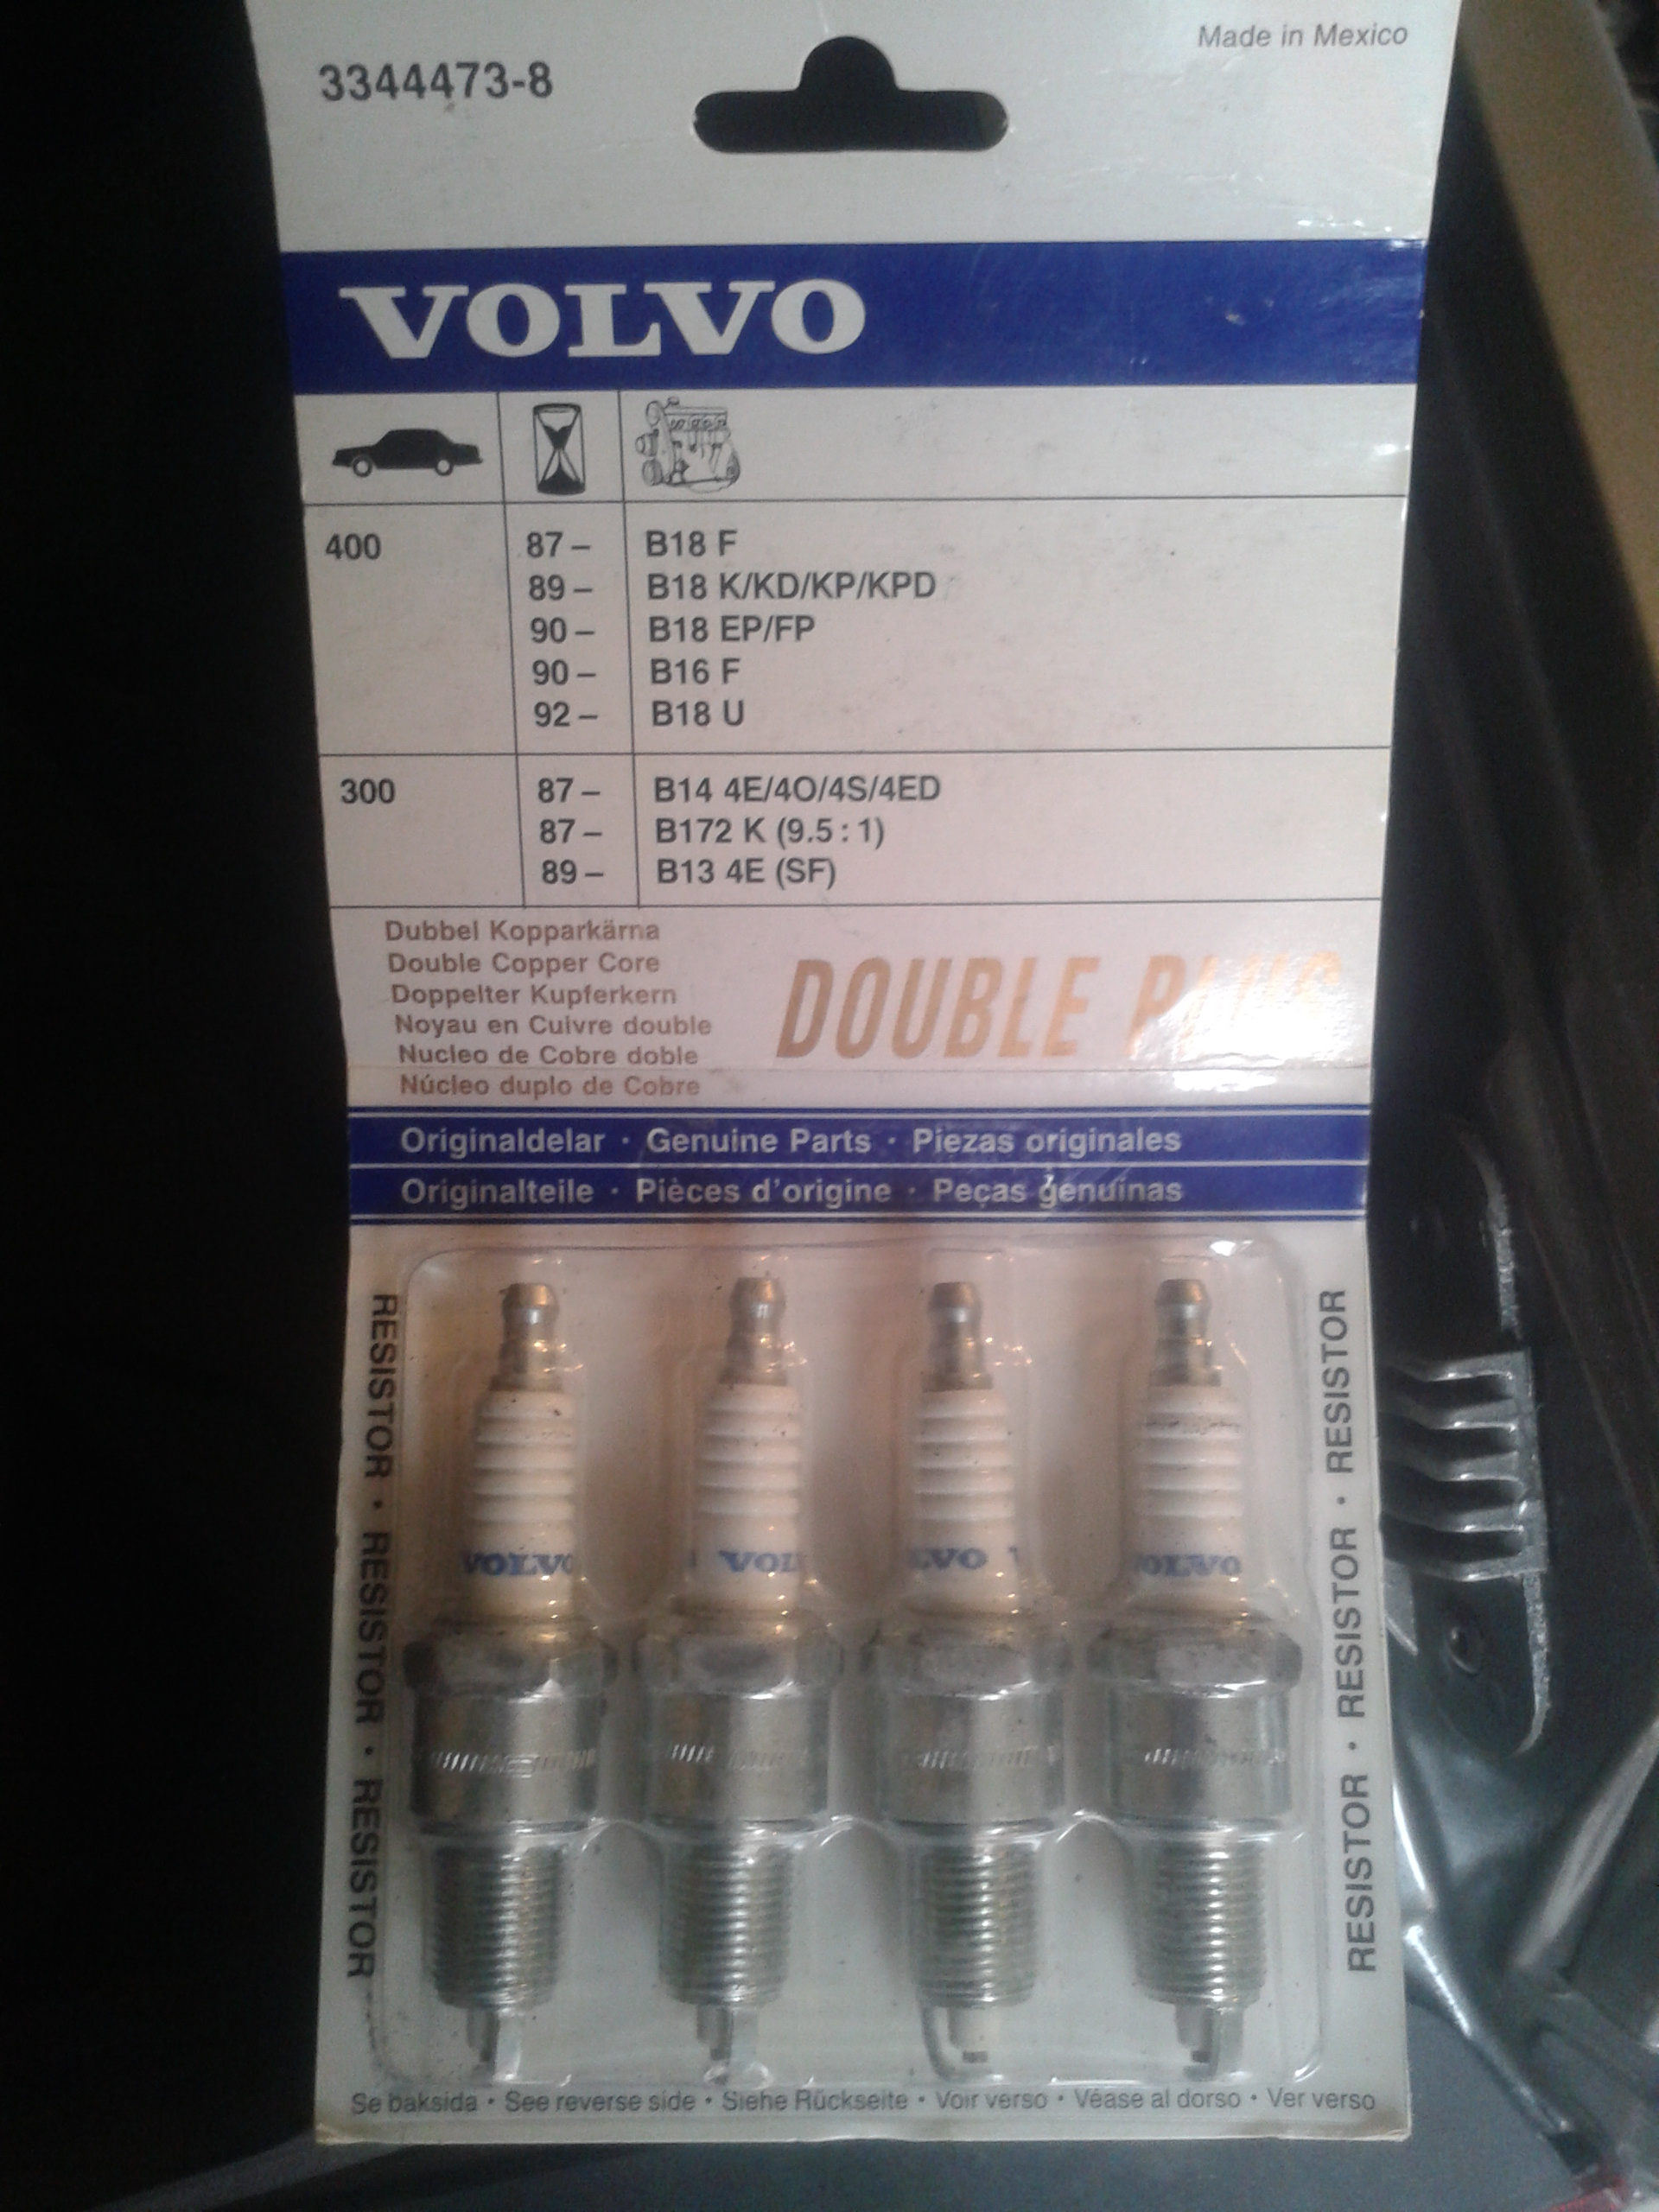 Made in Mexico
3344473-8
VOLVO
400 87 – B18 F
89 – B18 K/KD/KP/KPD
90 – B18 EP/FP
90 – B16 F
92 – B18 U
300 87 – B14 4E/4O/4S/4ED
87 – B172 K (9.5 : 1)
89 – B13 4E (SF)
Dubbel Kopparkärna
Double Copper Core
Doppelter Kupferkern
Noyau en Cuivre double
Nucleo de Cobre doble
Núcleo duplo de Cobre
DOUBLE PLUG
Originaldelar · Genuine Parts · Piezas originales
Originalteile · Pièces d'origine · Peças genuínas
RESISTOR · RESISTOR · RESISTOR
RESISTOR · RESISTOR · RESISTOR
VOLVO
VOL
LVO V
OLVO
Se baksida · See reverse side · Siehe Rückseite · Voir verso · Véase al dorso · Ver verso